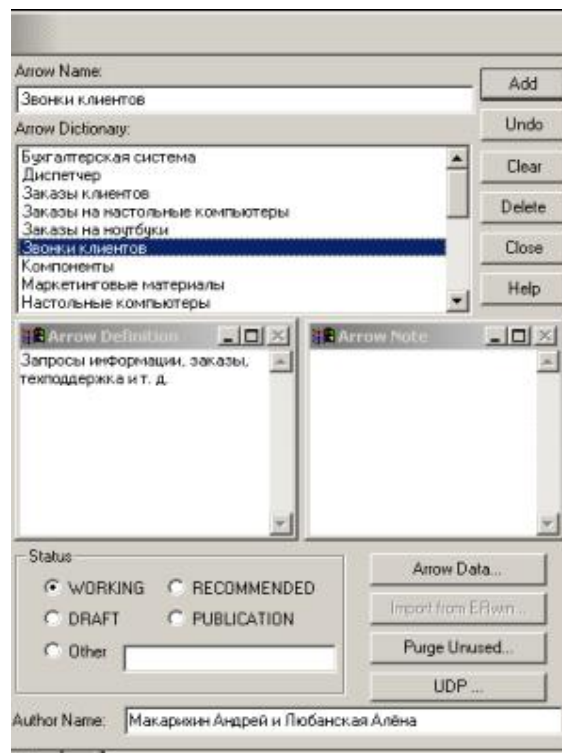 Arrow Name:
Звонки клиентов
Add
Arrow Dictionary:
Undo
Бухгалтерская система
Диспетчер
Заказы клиентов
Заказы на настольные компьютеры
Заказы на ноутбуки
Звонки клиентов
Компоненты
Маркетинговые материалы
Настольные компьютеры
Clear
Delete
Close
Help
Arrow Definition
Arrow Note
Запросы информации, заказы,
техподдержка и т. д.
Status
WORKING
RECOMMENDED
DRAFT
PUBLICATION
Other
Arrow Data...
Import from ERwin...
Purge Unused...
UDP ...
Author Name:
Макарихин Андрей и Любанская Алёна